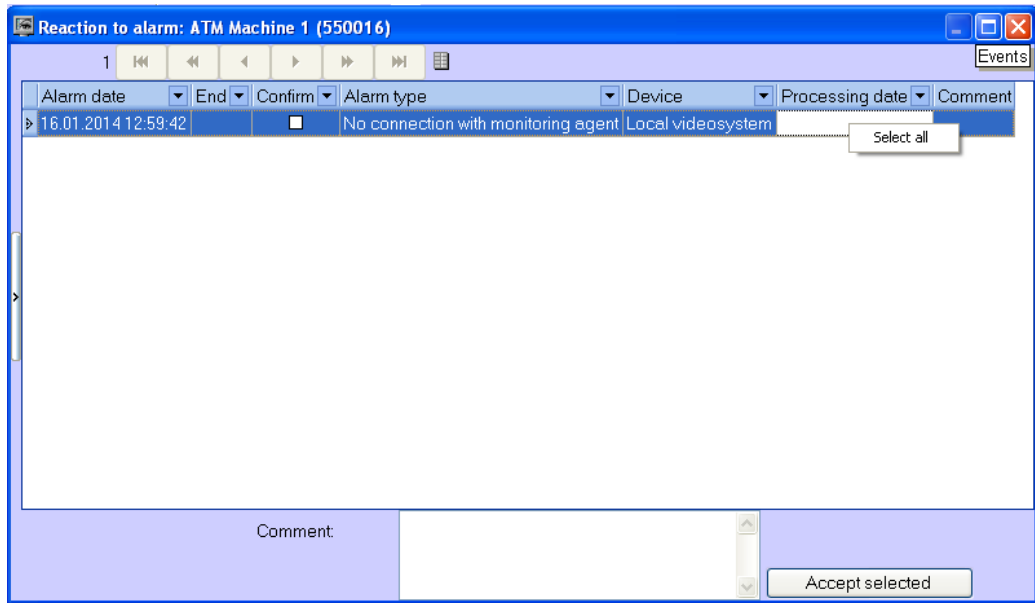 Reaction to alarm: ATM Machine 1 (550016)
1
Events
Alarm date End Confirm Alarm type Device Processing date Comment
16.01.2014 12:59:42 No connection with monitoring agent Local videosystem
Select all
Comment:
Accept selected